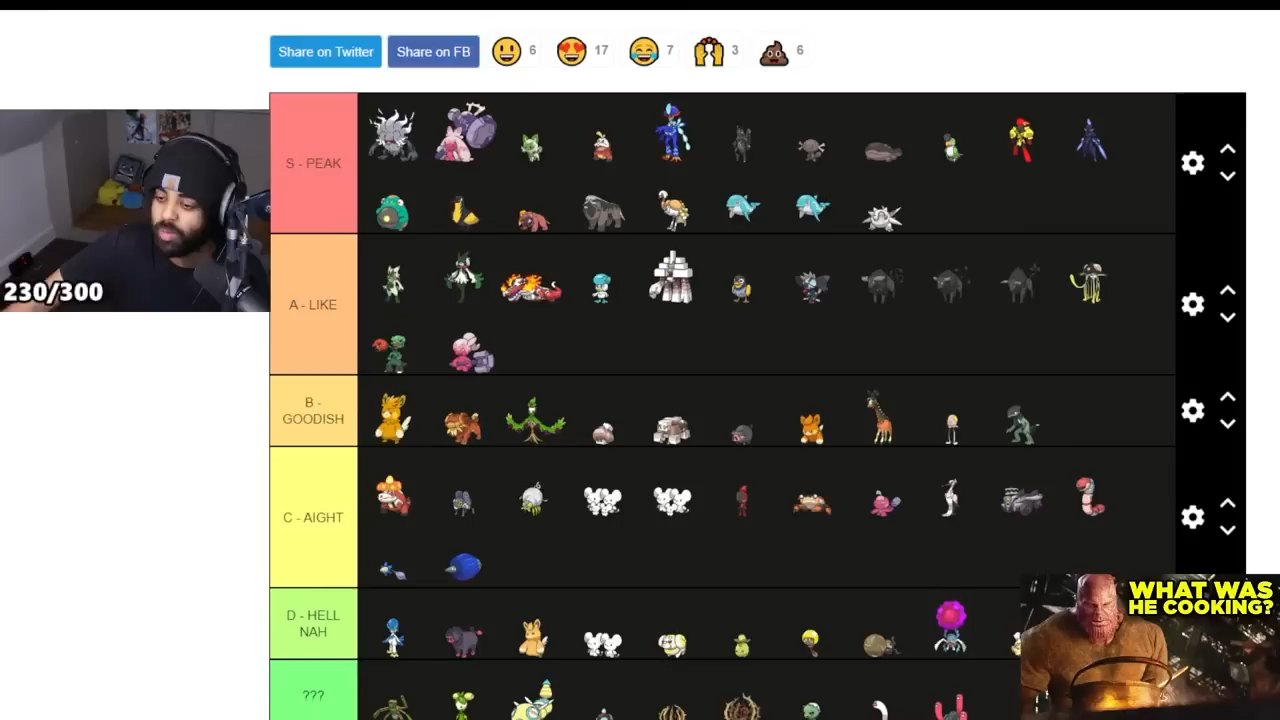 Share on Twitter
Share on FB
6
17
7
3
6
S - PEAK
230/300
A - LIKE
B -
GOODISH
C - AIGHT
WHAT WAS
HE COOKING?
D - HELL
NAH
???